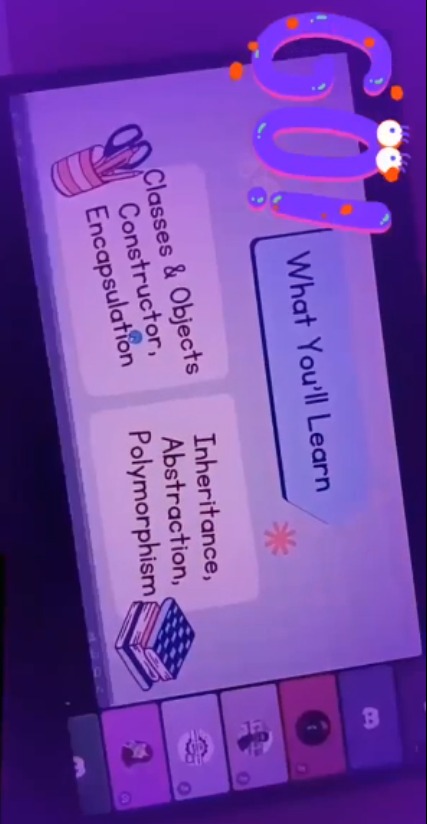 GO!
What You'll Learn
Classes & Objects
Constructor,
Encapsulation
Inheritance,
Abstraction,
Polymorphism